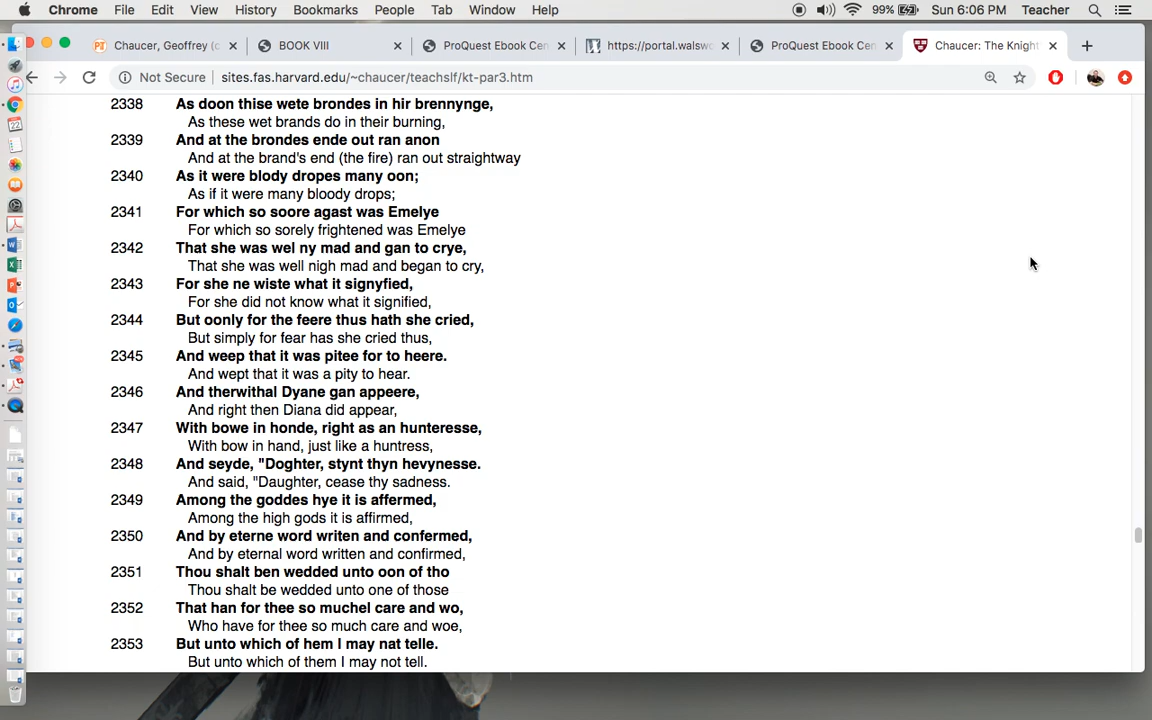 Chrome File Edit View History Bookmarks People Tab Window Help 99% Sun 6:06 PM Teacher
Chaucer, Geoffrey (c BOOK VIII ProQuest Ebook Cen https://portal.walswo ProQuest Ebook Cen Chaucer: The Knight
Not Secure sites.fas.harvard.edu/~chaucer/teachslf/kt-par3.htm
2338 As doon thise wete brondes in hir brennynge,
As these wet brands do in their burning,
2339 And at the brondes ende out ran anon
And at the brand's end (the fire) ran out straightway
2340 As it were blody dropes many oon;
As if it were many bloody drops;
2341 For which so soore agast was Emelye
For which so sorely frightened was Emelye
2342 That she was wel ny mad and gan to crye,
That she was well nigh mad and began to cry,
2343 For she ne wiste what it signyfied,
For she did not know what it signified,
2344 But oonly for the feere thus hath she cried,
But simply for fear has she cried thus,
2345 And weep that it was pitee for to heere.
And wept that it was a pity to hear.
2346 And therwithal Dyane gan appeere,
And right then Diana did appear,
2347 With bowe in honde, right as an hunteresse,
With bow in hand, just like a huntress,
2348 And seyde, "Doghter, stynt thyn hevynesse.
And said, "Daughter, cease thy sadness.
2349 Among the goddes hye it is affermed,
Among the high gods it is affirmed,
2350 And by eterne word writen and confermed,
And by eternal word written and confirmed,
2351 Thou shalt ben wedded unto oon of tho
Thou shalt be wedded unto one of those
2352 That han for thee so muchel care and wo,
Who have for thee so much care and woe,
2353 But unto which of hem I may nat telle.
But unto which of them I may not tell.